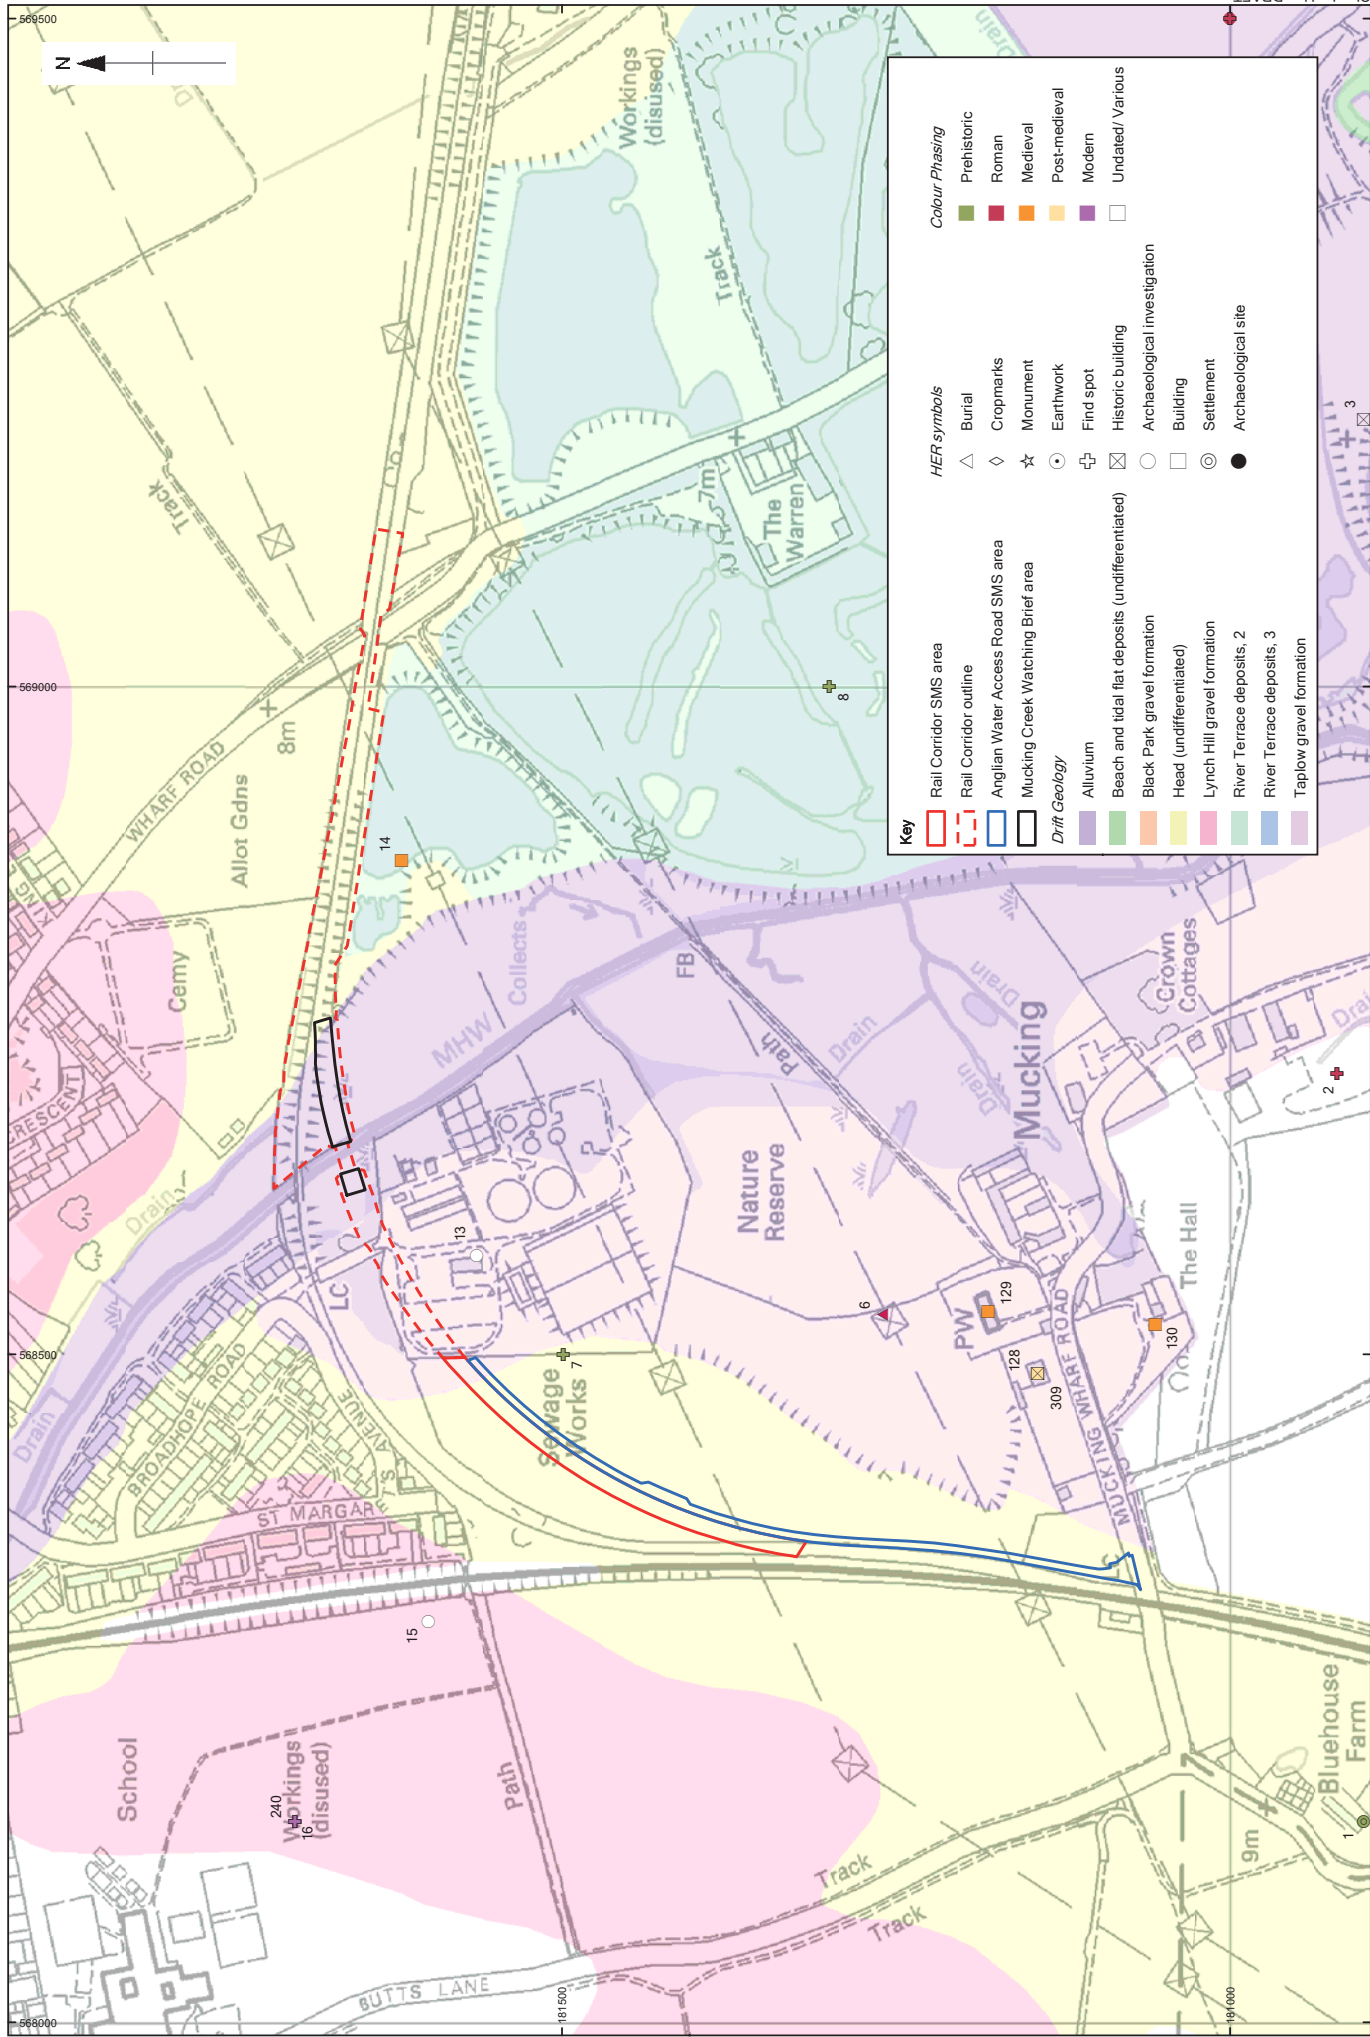 569500
569000
568500
568000
181500
181000
N
Key
Rail Corridor SMS area
Rail Corridor outline
Anglian Water Access Road SMS area
Mucking Creek Watching Brief area
Drift Geology
Alluvium
Beach and tidal flat deposits (undifferentiated)
Black Park gravel formation
Head (undifferentiated)
Lynch Hill gravel formation
River Terrace deposits, 2
River Terrace deposits, 3
Taplow gravel formation
HER symbols
Burial
Cropmarks
Monument
Earthwork
Find spot
Historic building
Archaeological investigation
Building
Settlement
Archaeological site
Colour Phasing
Prehistoric
Roman
Medieval
Post-medieval
Modern
Undated/ Various
School
Workings
(disused)
240
16
15
Path
BUTTS LANE
Track
Track
9m
Bluehouse
Farm
1
Drain
BROADHOPE ROAD
ST MARGARET'S AVENUE
LC
Drain
Sewage
Works
7
13
Nature
Reserve
6
PW
129
128
309
130
MUCKING WHARF ROAD
The Hall
Mucking
Crown
Cottages
2
Drain
Drain
Drain
Path
FB
MHW
Collects
Cemy
Allot Gdns
WHARF ROAD
8m
14
8
Track
The
Warren
7m
Track
Workings
(disused)
Drain
3